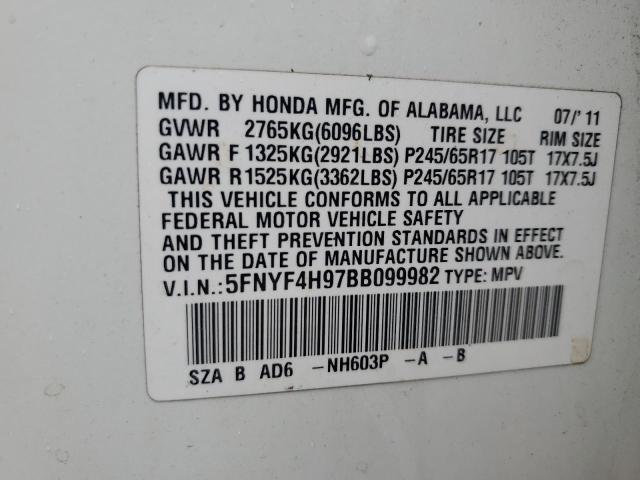 MFD. BY HONDA MFG. OF ALABAMA, LLC 07/'11
GVWR 2765KG(6096LBS) TIRE SIZE RIM SIZE
GAWR F 1325KG(2921LBS) P245/65R17 105T 17X7.5J
GAWR R 1525KG(3362LBS) P245/65R17 105T 17X7.5J
THIS VEHICLE CONFORMS TO ALL APPLICABLE
FEDERAL MOTOR VEHICLE SAFETY
AND THEFT PREVENTION STANDARDS IN EFFECT
ON THE DATE OF MANUFACTURE SHOWN ABOVE.
V.I.N.: 5FNYF4H97BB099982 TYPE: MPV
SZA B AD6 -NH603P -A -B